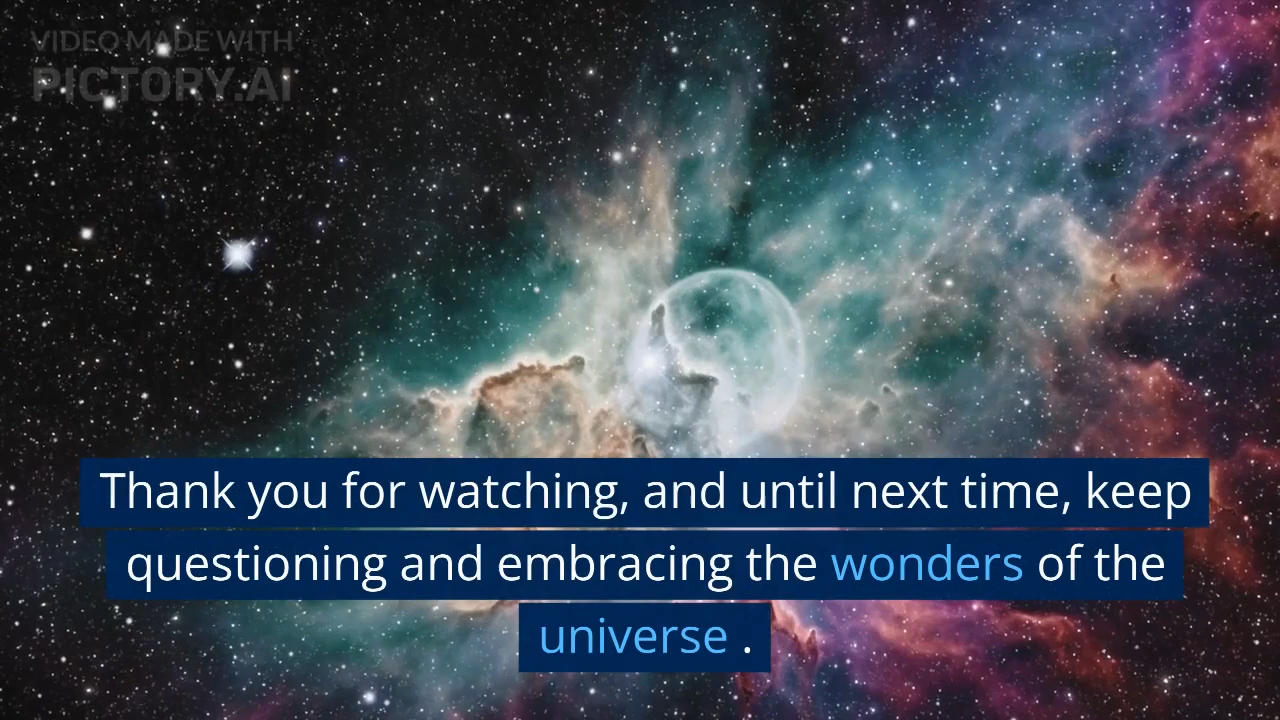 VIDEO MADE WITH
PICTORY.AI
Thank you for watching, and until next time, keep
questioning and embracing the wonders of the
universe .